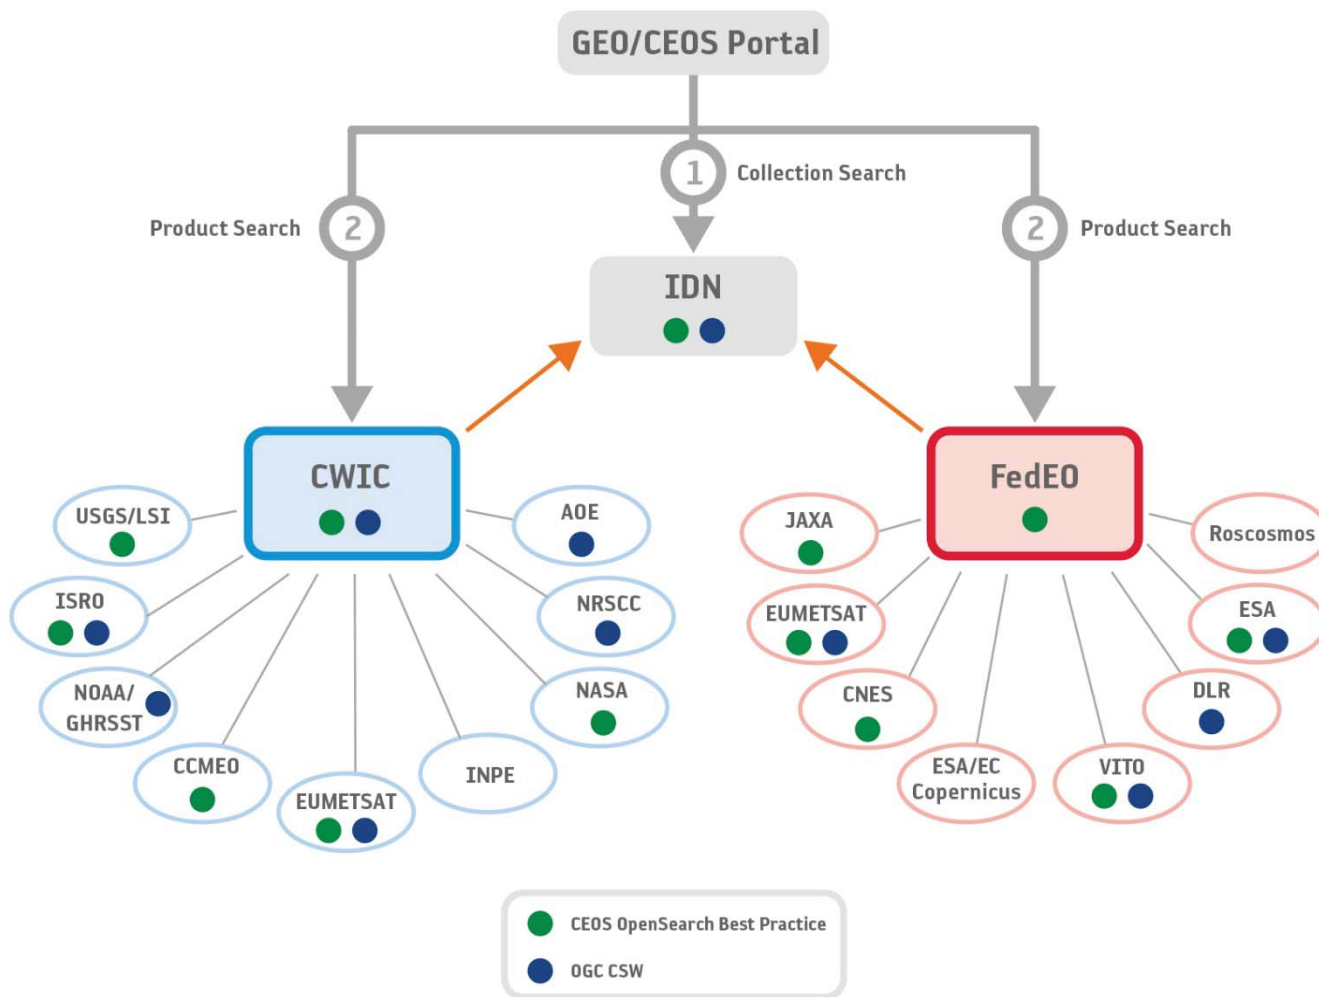 GEO/CEOS Portal
1
Collection Search
Product Search
2
2
Product Search
IDN
CWIC
FedEO
USGS/LSI
AOE
JAXA
Roscosmos
ISRO
NRSCC
EUMETSAT
ESA
NOAA/
GHRSST
NASA
CNES
DLR
CCMEO
EUMETSAT
INPE
ESA/EC
Copernicus
VITO
CEOS OpenSearch Best Practice
OGC CSW